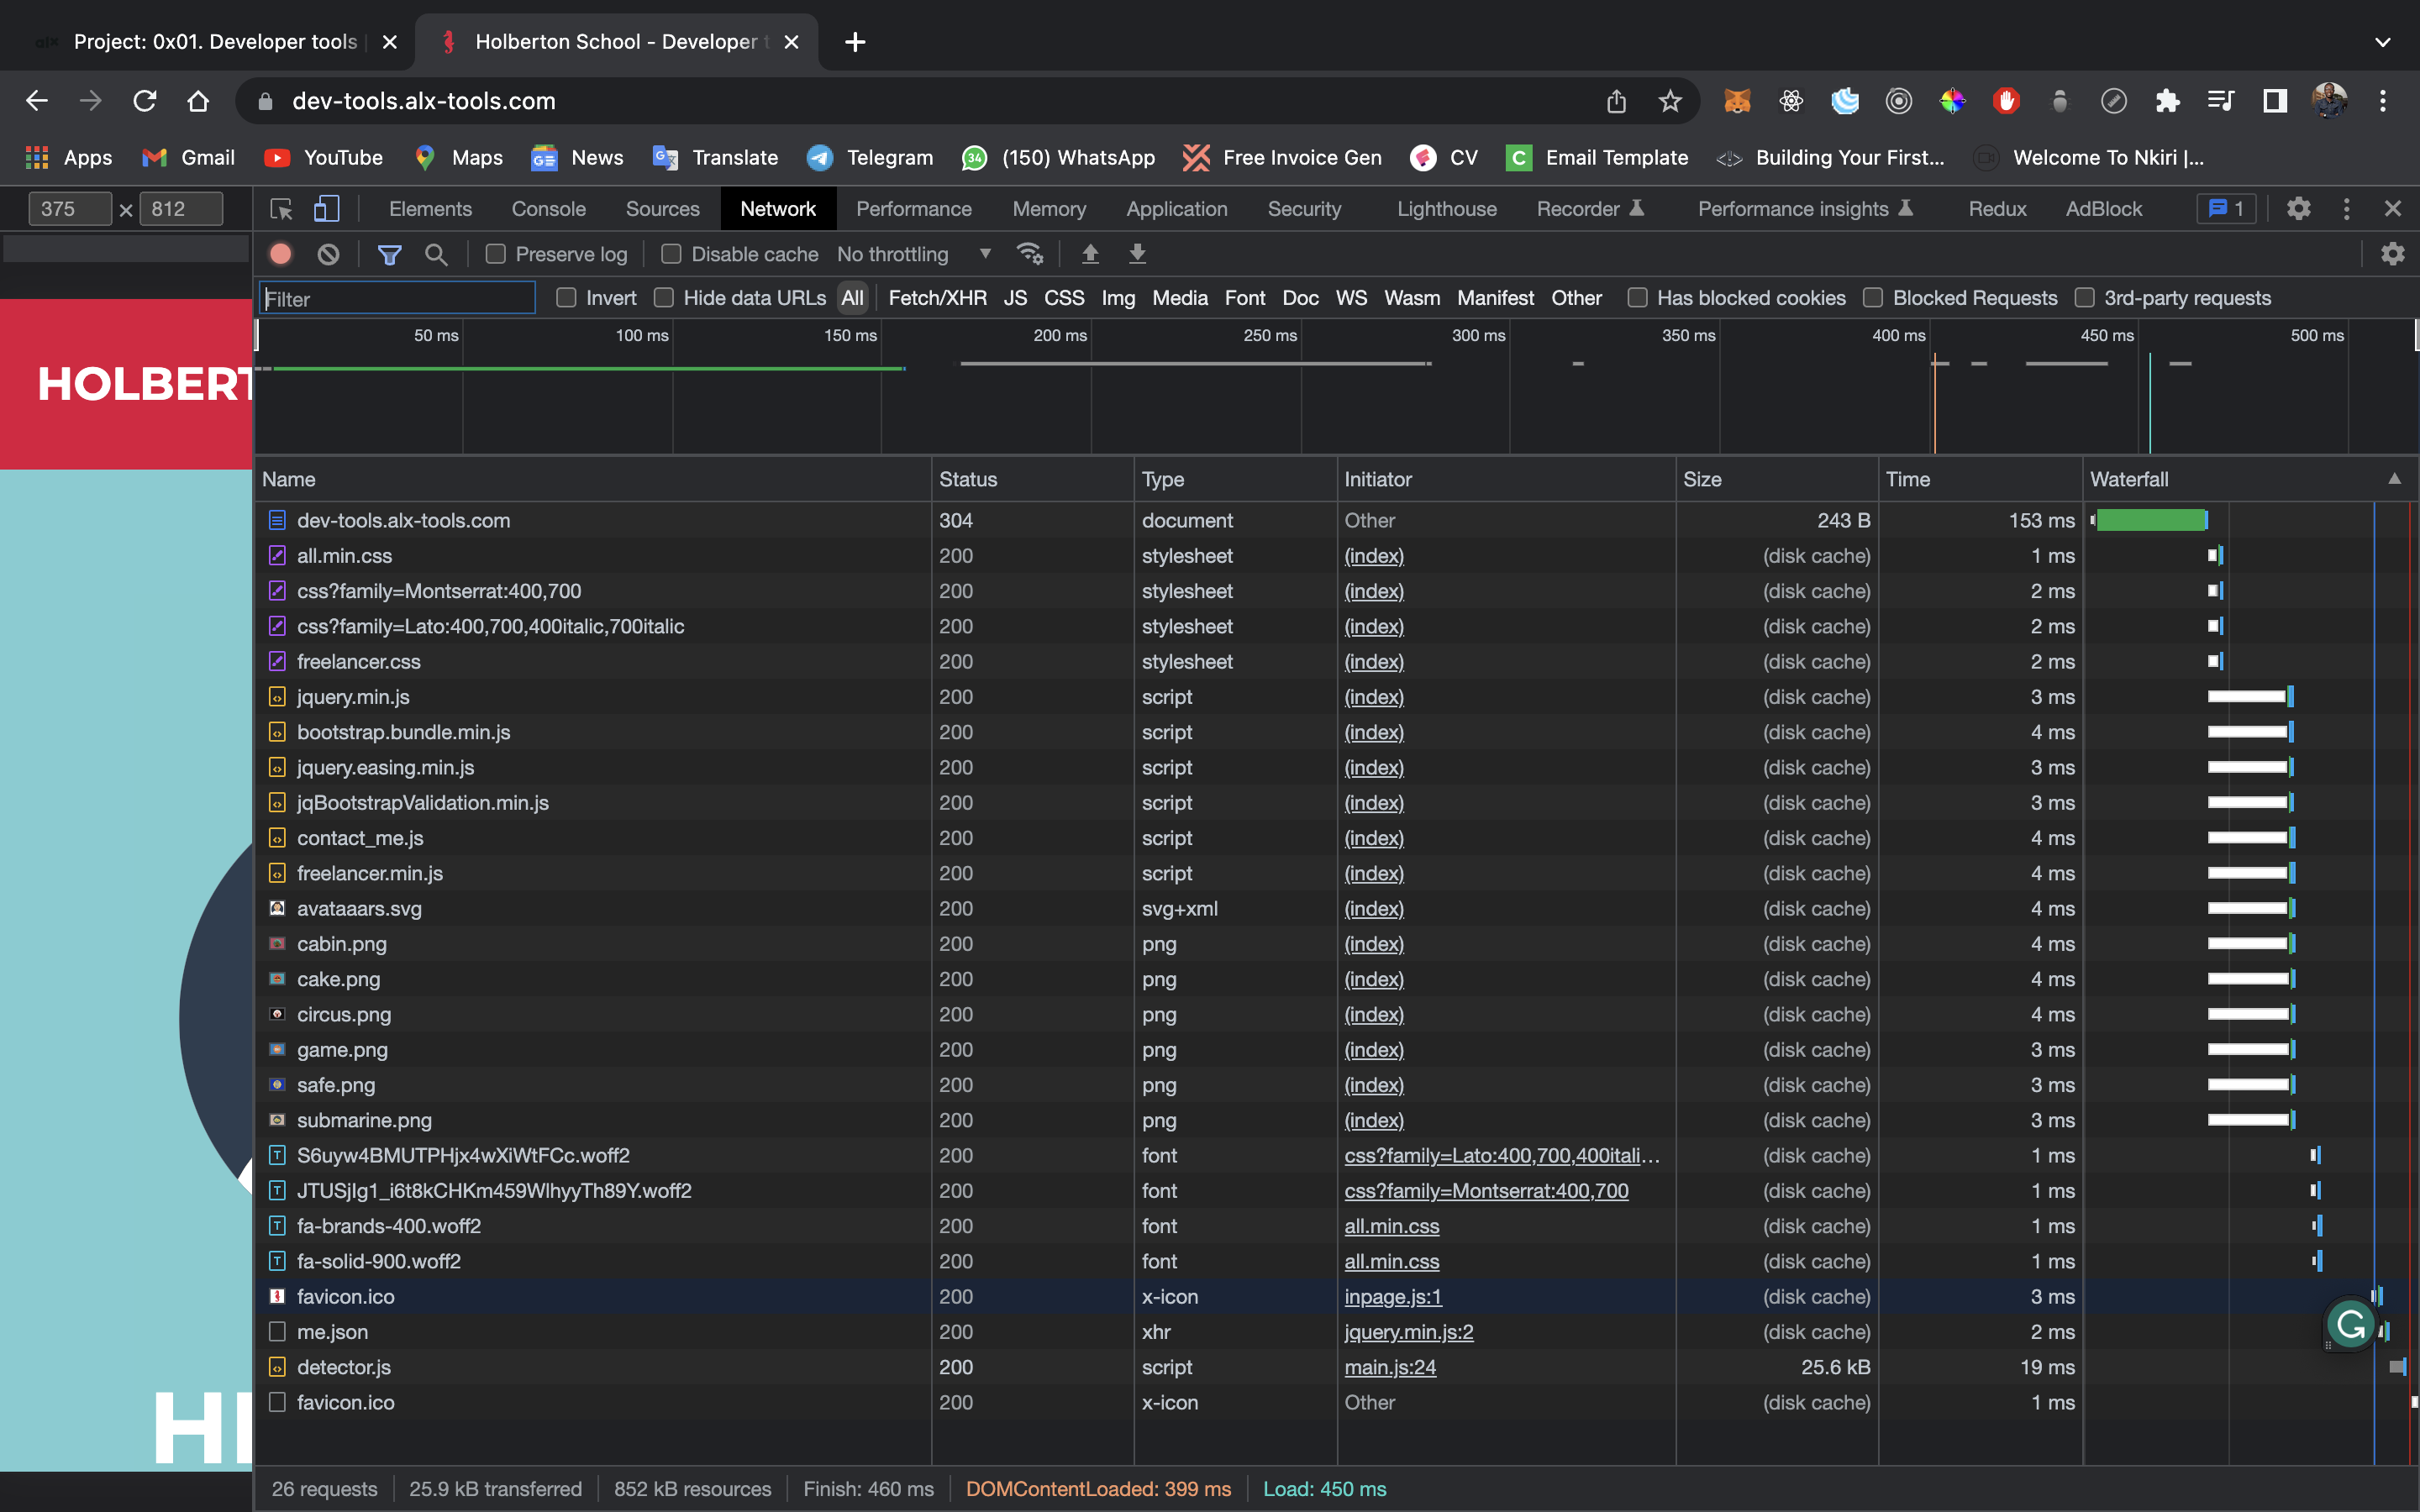 Project: 0x01. Developer tools
Holberton School - Developer t
dev-tools.alx-tools.com
Apps Gmail YouTube Maps News Translate Telegram 34 (150) WhatsApp Free Invoice Gen CV Email Template Building Your First... Welcome To Nkiri |...
375 × 812 Elements Console Sources Network Performance Memory Application Security Lighthouse Recorder Performance insights Redux AdBlock 1
Preserve log Disable cache No throttling
Filter Invert Hide data URLs All Fetch/XHR JS CSS Img Media Font Doc WS Wasm Manifest Other Has blocked cookies Blocked Requests 3rd-party requests
50 ms 100 ms 150 ms 200 ms 250 ms 300 ms 350 ms 400 ms 450 ms 500 ms
HOLBERT
Name Status Type Initiator Size Time Waterfall
dev-tools.alx-tools.com 304 document Other 243 B 153 ms
all.min.css 200 stylesheet (index) (disk cache) 1 ms
css?family=Montserrat:400,700 200 stylesheet (index) (disk cache) 2 ms
css?family=Lato:400,700,400italic,700italic 200 stylesheet (index) (disk cache) 2 ms
freelancer.css 200 stylesheet (index) (disk cache) 2 ms
jquery.min.js 200 script (index) (disk cache) 3 ms
bootstrap.bundle.min.js 200 script (index) (disk cache) 4 ms
jquery.easing.min.js 200 script (index) (disk cache) 3 ms
jqBootstrapValidation.min.js 200 script (index) (disk cache) 3 ms
contact_me.js 200 script (index) (disk cache) 4 ms
freelancer.min.js 200 script (index) (disk cache) 4 ms
avataaars.svg 200 svg+xml (index) (disk cache) 4 ms
cabin.png 200 png (index) (disk cache) 4 ms
cake.png 200 png (index) (disk cache) 4 ms
circus.png 200 png (index) (disk cache) 4 ms
game.png 200 png (index) (disk cache) 3 ms
safe.png 200 png (index) (disk cache) 3 ms
submarine.png 200 png (index) (disk cache) 3 ms
S6uyw4BMUTPHjx4wXiWtFCc.woff2 200 font css?family=Lato:400,700,400itali... (disk cache) 1 ms
JTUSjIg1_i6t8kCHKm459WlhyyTh89Y.woff2 200 font css?family=Montserrat:400,700 (disk cache) 1 ms
fa-brands-400.woff2 200 font all.min.css (disk cache) 1 ms
fa-solid-900.woff2 200 font all.min.css (disk cache) 1 ms
favicon.ico 200 x-icon inpage.js:1 (disk cache) 3 ms
me.json 200 xhr jquery.min.js:2 (disk cache) 2 ms
detector.js 200 script main.js:24 25.6 kB 19 ms
favicon.ico 200 x-icon Other (disk cache) 1 ms
26 requests 25.9 kB transferred 852 kB resources Finish: 460 ms DOMContentLoaded: 399 ms Load: 450 ms